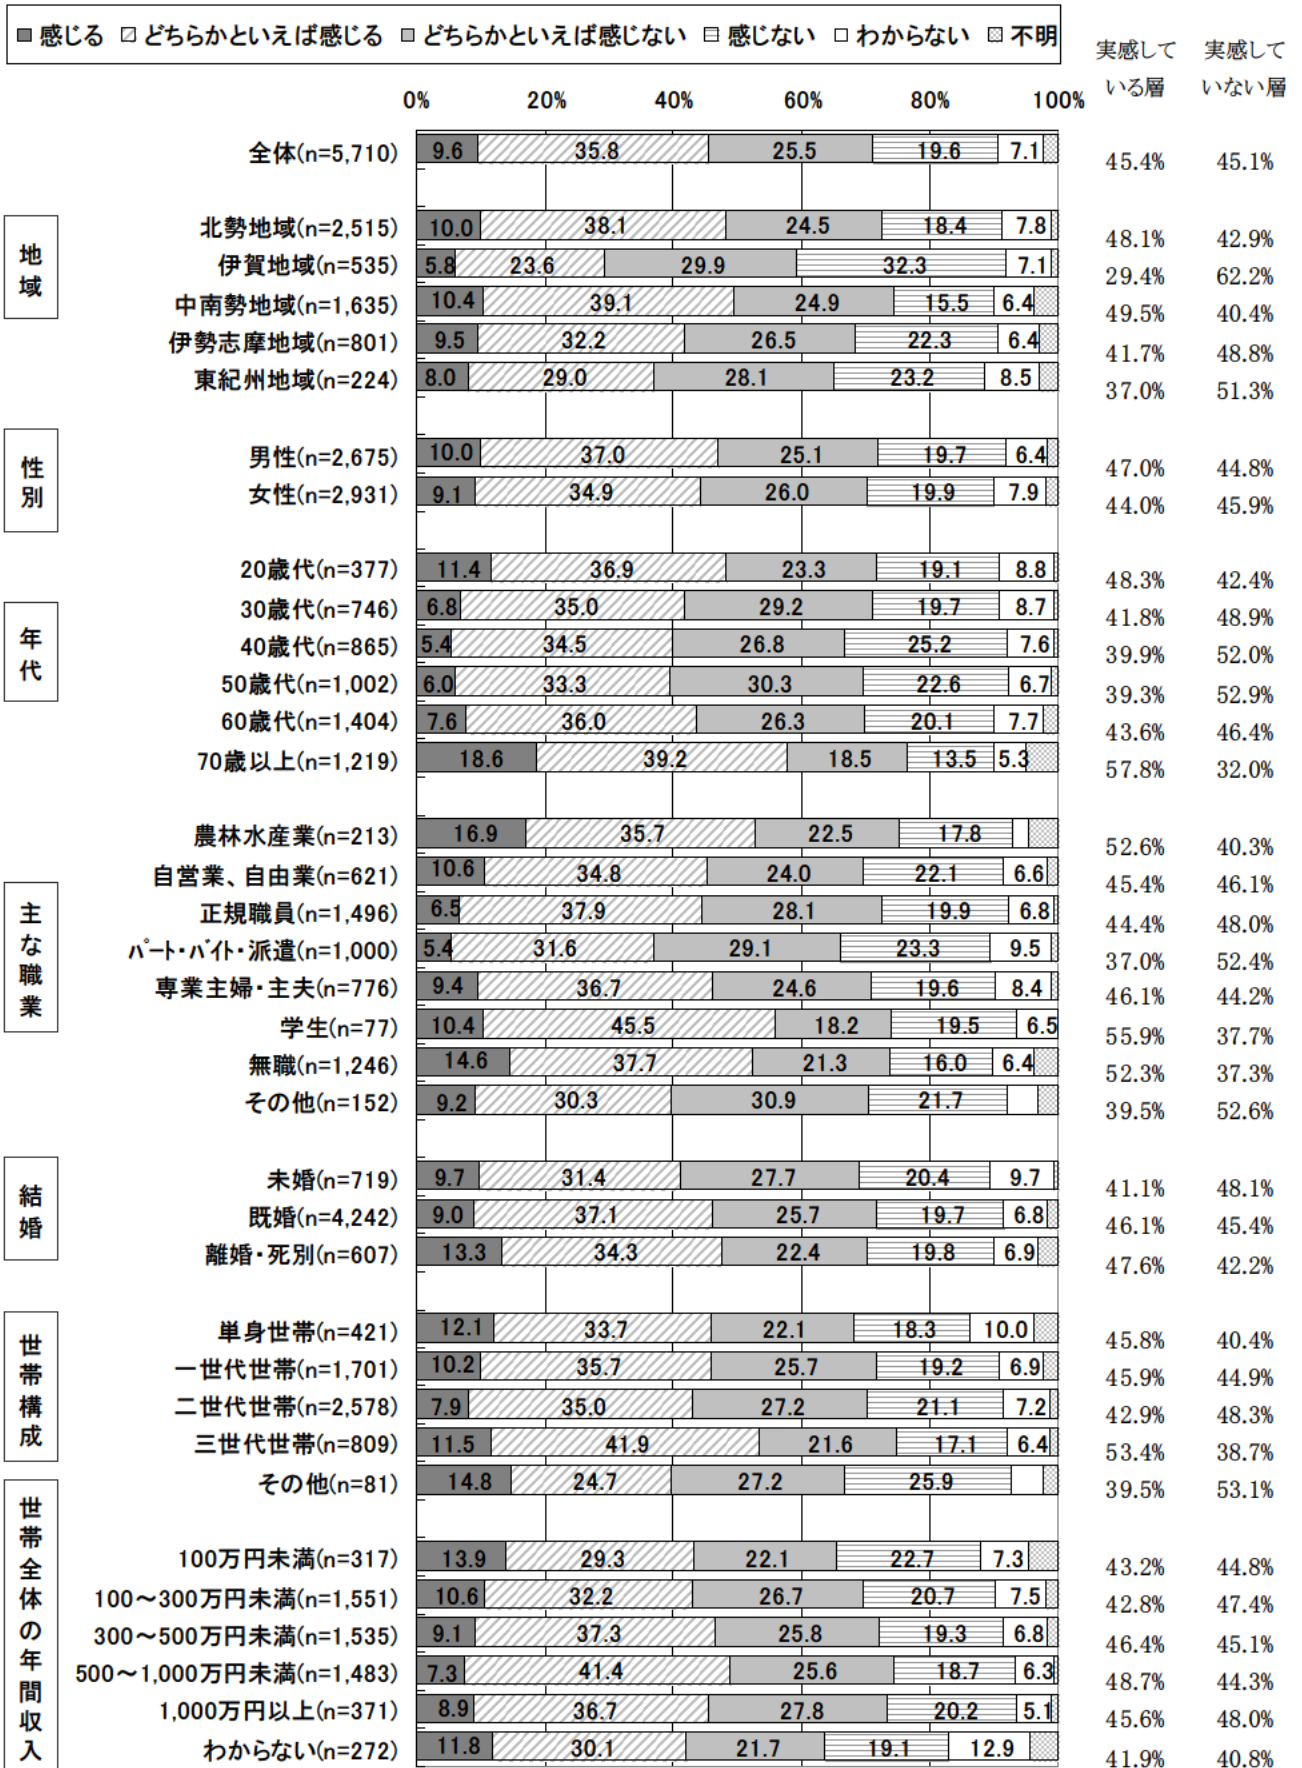 感じる どちらかといえば感じる どちらかといえば感じない 感じない わからない 不明
実感して 実感して
いる層 いない層
0% 20% 40% 60% 80% 100%
全体(n=5,710) 9.6 35.8 25.5 19.6 7.1 45.4% 45.1%
地域
北勢地域(n=2,515) 10.0 38.1 24.5 18.4 7.8 48.1% 42.9%
伊賀地域(n=535) 5.8 23.6 29.9 32.3 7.1 29.4% 62.2%
中南勢地域(n=1,635) 10.4 39.1 24.9 15.5 6.4 49.5% 40.4%
伊勢志摩地域(n=801) 9.5 32.2 26.5 22.3 6.4 41.7% 48.8%
東紀州地域(n=224) 8.0 29.0 28.1 23.2 8.5 37.0% 51.3%
性別
男性(n=2,675) 10.0 37.0 25.1 19.7 6.4 47.0% 44.8%
女性(n=2,931) 9.1 34.9 26.0 19.9 7.9 44.0% 45.9%
年代
20歳代(n=377) 11.4 36.9 23.3 19.1 8.8 48.3% 42.4%
30歳代(n=746) 6.8 35.0 29.2 19.7 8.7 41.8% 48.9%
40歳代(n=865) 5.4 34.5 26.8 25.2 7.6 39.9% 52.0%
50歳代(n=1,002) 6.0 33.3 30.3 22.6 6.7 39.3% 52.9%
60歳代(n=1,404) 7.6 36.0 26.3 20.1 7.7 43.6% 46.4%
70歳以上(n=1,219) 18.6 39.2 18.5 13.5 5.3 57.8% 32.0%
主な職業
農林水産業(n=213) 16.9 35.7 22.5 17.8 52.6% 40.3%
自営業、自由業(n=621) 10.6 34.8 24.0 22.1 6.6 45.4% 46.1%
正規職員(n=1,496) 6.5 37.9 28.1 19.9 6.8 44.4% 48.0%
ﾊﾟｰﾄ・ﾊﾞｲﾄ・派遣(n=1,000) 5.4 31.6 29.1 23.3 9.5 37.0% 52.4%
専業主婦・主夫(n=776) 9.4 36.7 24.6 19.6 8.4 46.1% 44.2%
学生(n=77) 10.4 45.5 18.2 19.5 6.5 55.9% 37.7%
無職(n=1,246) 14.6 37.7 21.3 16.0 6.4 52.3% 37.3%
その他(n=152) 9.2 30.3 30.9 21.7 39.5% 52.6%
結婚
未婚(n=719) 9.7 31.4 27.7 20.4 9.7 41.1% 48.1%
既婚(n=4,242) 9.0 37.1 25.7 19.7 6.8 46.1% 45.4%
離婚・死別(n=607) 13.3 34.3 22.4 19.8 6.9 47.6% 42.2%
世帯構成
単身世帯(n=421) 12.1 33.7 22.1 18.3 10.0 45.8% 40.4%
一世代世帯(n=1,701) 10.2 35.7 25.7 19.2 6.9 45.9% 44.9%
二世代世帯(n=2,578) 7.9 35.0 27.2 21.1 7.2 42.9% 48.3%
三世代世帯(n=809) 11.5 41.9 21.6 17.1 6.4 53.4% 38.7%
その他(n=81) 14.8 24.7 27.2 25.9 39.5% 53.1%
世帯全体の年間収入
100万円未満(n=317) 13.9 29.3 22.1 22.7 7.3 43.2% 44.8%
100～300万円未満(n=1,551) 10.6 32.2 26.7 20.7 7.5 42.8% 47.4%
300～500万円未満(n=1,535) 9.1 37.3 25.8 19.3 6.8 46.4% 45.1%
500～1,000万円未満(n=1,483) 7.3 41.4 25.6 18.7 6.3 48.7% 44.3%
1,000万円以上(n=371) 8.9 36.7 27.8 20.2 5.1 45.6% 48.0%
わからない(n=272) 11.8 30.1 21.7 19.1 12.9 41.9% 40.8%